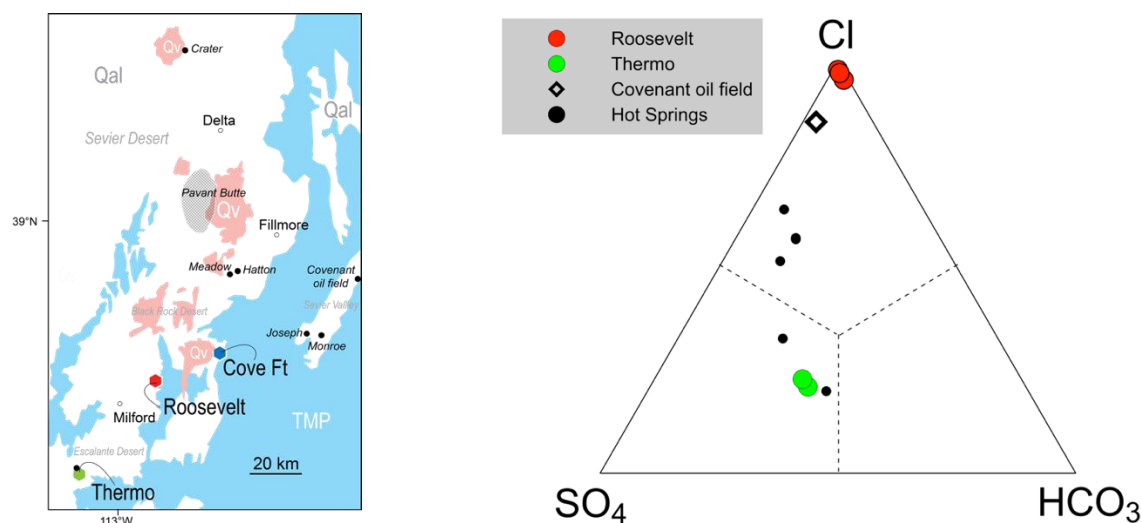 Qv
Crater
Qal
Qal
Delta
Sevier Desert
Pavant Butte
39°N
Qv
Fillmore
Meadow
Hatton
Covenant
oil field
Sevier Valley
Black Rock Desert
Joseph
Monroe
Qv
Cove Ft
Roosevelt
Milford
TMP
Escalante Desert
20 km
Thermo
113°W
Roosevelt
Thermo
Covenant oil field
Hot Springs
Cl
SO4
HCO3